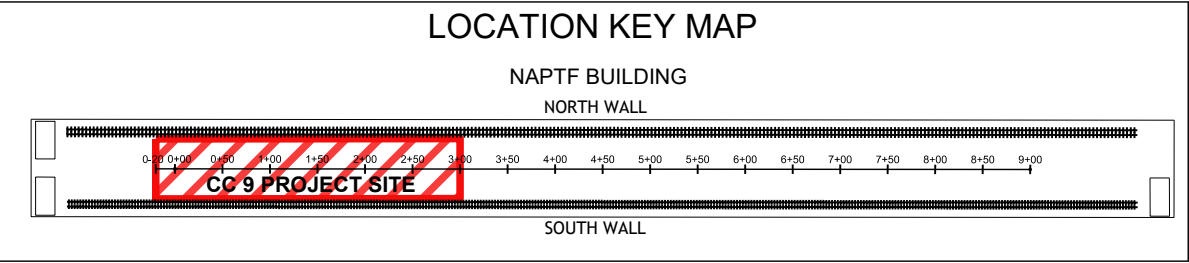 LOCATION KEY MAP
NAPTF BUILDING
NORTH WALL
0-20 0+00 0+50 1+00 1+50 2+00 2+50 3+00 3+50 4+00 4+50 5+00 5+50 6+00 6+50 7+00 7+50 8+00 8+50 9+00
CC 9 PROJECT SITE
SOUTH WALL